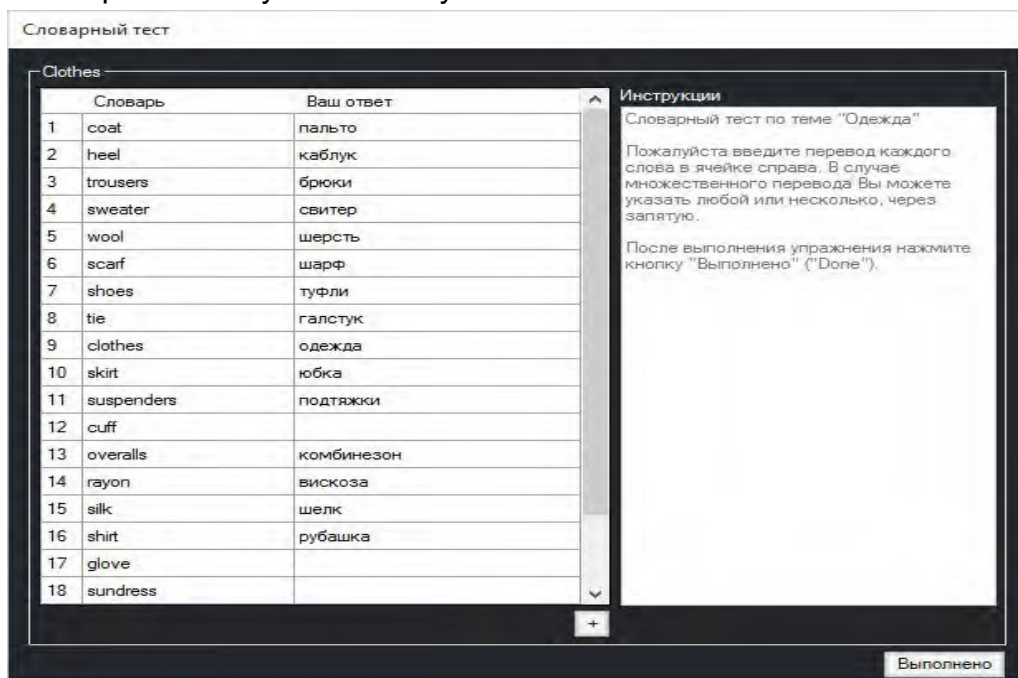 Словарный тест
Clothes
Словарь Ваш ответ
1 coat пальто
2 heel каблук
3 trousers брюки
4 sweater свитер
5 wool шерсть
6 scarf шарф
7 shoes туфли
8 tie галстук
9 clothes одежда
10 skirt юбка
11 suspenders подтяжки
12 cuff
13 overalls комбинезон
14 rayon вискоза
15 silk шелк
16 shirt рубашка
17 glove
18 sundress
+
Инструкции
Словарный тест по теме "Одежда"
Пожалуйста введите перевод каждого
слова в ячейке справа. В случае
множественного перевода Вы можете
указать любой или несколько, через
запятую.
После выполнения упражнения нажмите
кнопку "Выполнено" ("Done").
Выполнено